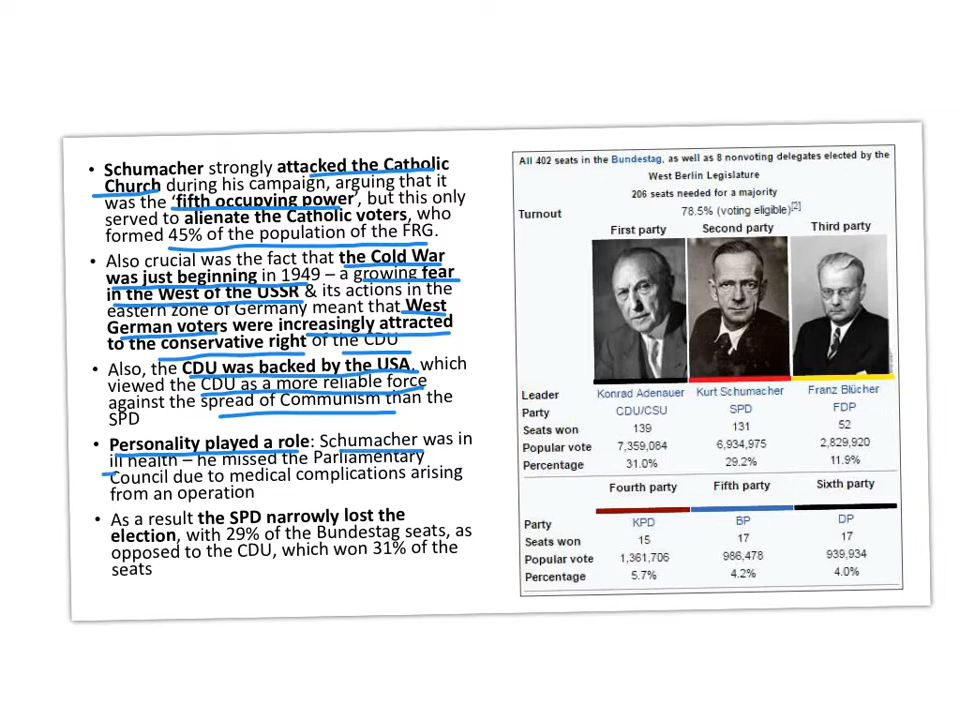 • Schumacher strongly attacked the Catholic
Church during his campaign, arguing that it
was the ‘fifth occupying power’, but this only
served to alienate the Catholic voters, who
formed 45% of the population of the FRG.
• Also crucial was the fact that the Cold War
was just beginning in 1949 – a growing fear
in the West of the USSR & its actions in the
eastern zone of Germany meant that West
German voters were increasingly attracted
to the conservative right of the CDU
• Also, the CDU was backed by the USA, which
viewed the CDU as a more reliable force
against the spread of Communism than the
SPD
• Personality played a role: Schumacher was in
ill health – he missed the Parliamentary
Council due to medical complications arising
from an operation
• As a result the SPD narrowly lost the
election, with 29% of the Bundestag seats, as
opposed to the CDU, which won 31% of the
seats
All 402 seats in the Bundestag, as well as 8 nonvoting delegates elected by the
West Berlin Legislature
206 seats needed for a majority
Turnout 78.5% (voting eligible)[2]
First party Second party Third party
Leader Konrad Adenauer Kurt Schumacher Franz Blücher
Party CDU/CSU SPD FDP
Seats won 139 131 52
Popular vote 7,359,084 6,934,975 2,829,920
Percentage 31.0% 29.2% 11.9%
Fourth party Fifth party Sixth party
Party KPD BP DP
Seats won 15 17 17
Popular vote 1,361,706 986,478 939,934
Percentage 5.7% 4.2% 4.0%